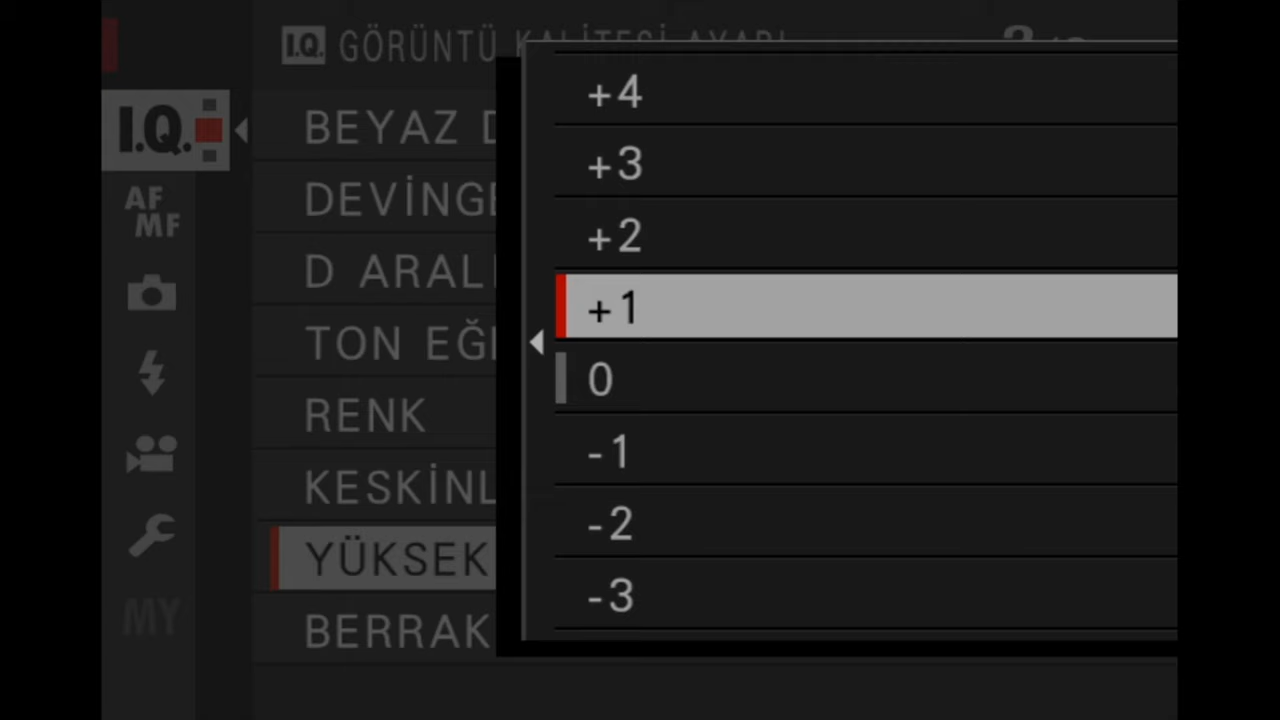 I.Q. GÖRÜNTÜ KALİTESİ AYARI
I.Q.
AF
MF
MY
BEYAZ
DEVİNGE
D ARALI
TON EĞ
RENK
KESKİNL
YÜKSEK
BERRAK
+4
+3
+2
+1
0
-1
-2
-3